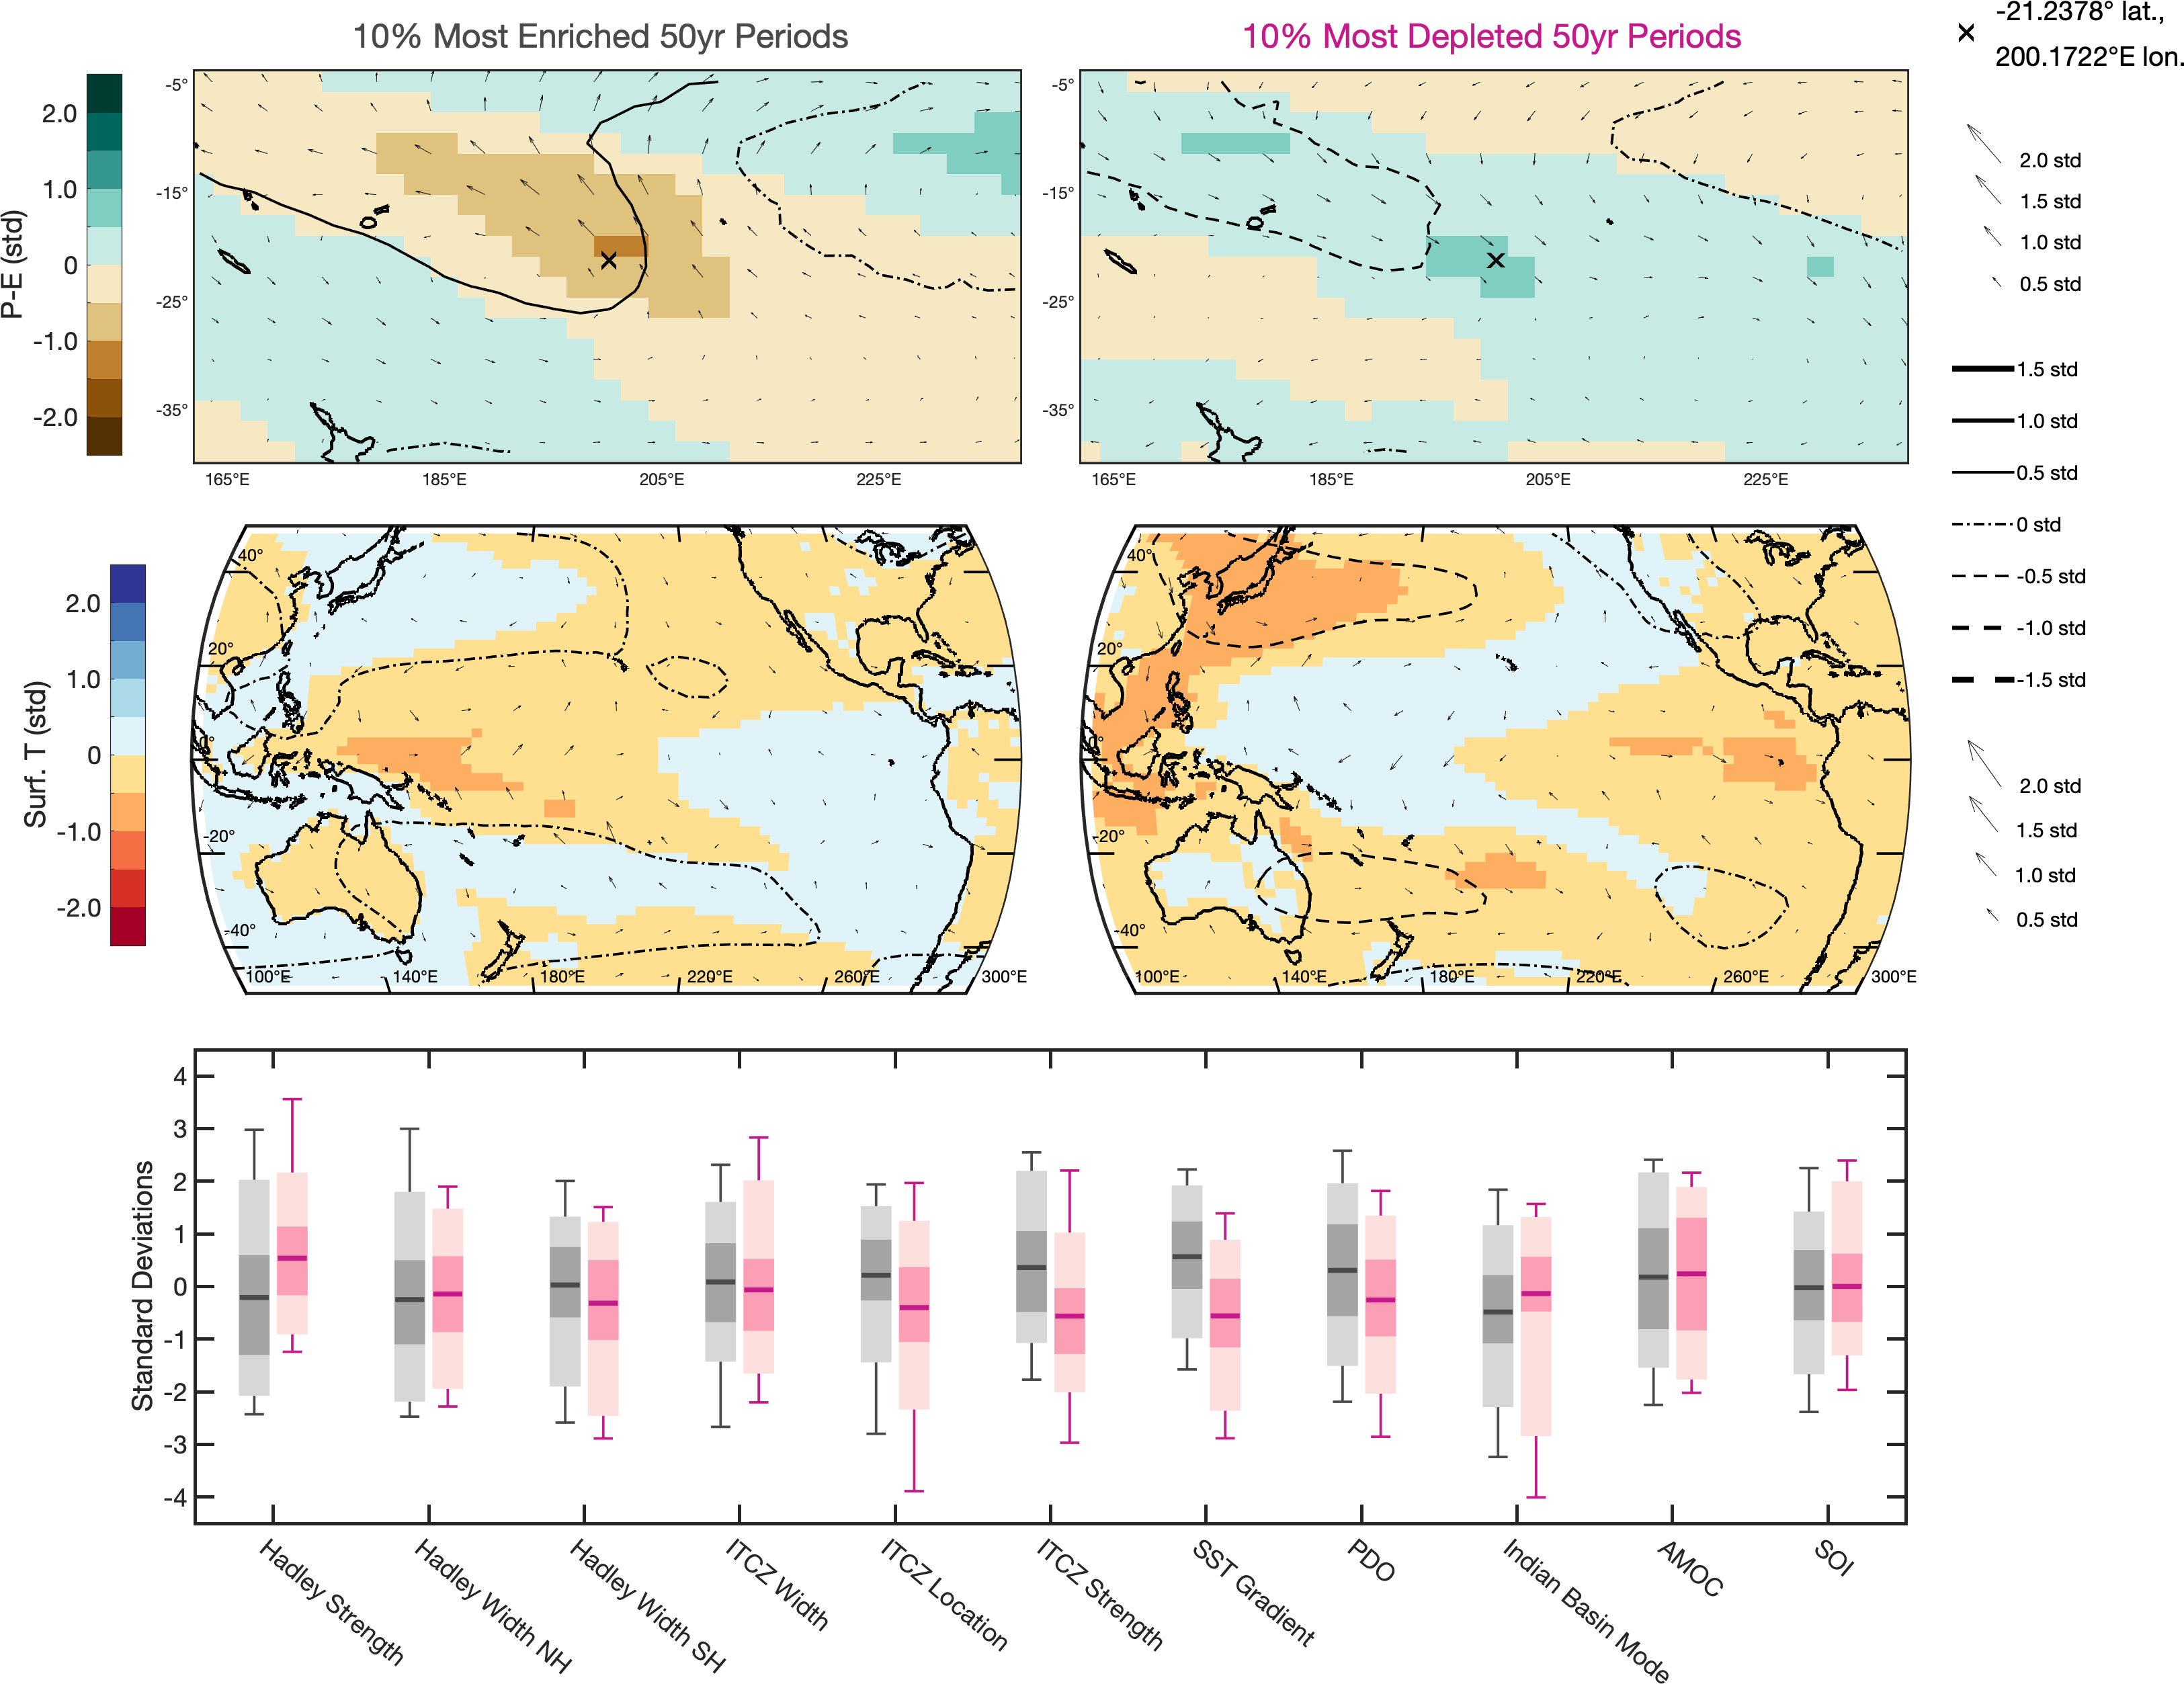 10% Most Enriched 50yr Periods
10% Most Depleted 50yr Periods
-21.2378° lat.,
200.1722°E lon.
P-E (std)
2.0
1.0
0
-1.0
-2.0
-5°
-15°
-25°
-35°
165°E
185°E
205°E
225°E
-5°
-15°
-25°
-35°
165°E
185°E
205°E
225°E
2.0 std
1.5 std
1.0 std
0.5 std
1.5 std
1.0 std
0.5 std
0 std
-0.5 std
-1.0 std
-1.5 std
Surf. T (std)
2.0
1.0
0
-1.0
-2.0
40°
20°
0°
-20°
-40°
100°E
140°E
180°E
220°E
260°E
300°E
40°
20°
0°
-20°
-40°
100°E
140°E
180°E
220°E
260°E
300°E
2.0 std
1.5 std
1.0 std
0.5 std
Standard Deviations
4
3
2
1
0
-1
-2
-3
-4
Hadley Strength
Hadley Width NH
Hadley Width SH
ITCZ Width
ITCZ Location
ITCZ Strength
SST Gradient
PDO
Indian Basin Mode
AMOC
SOI